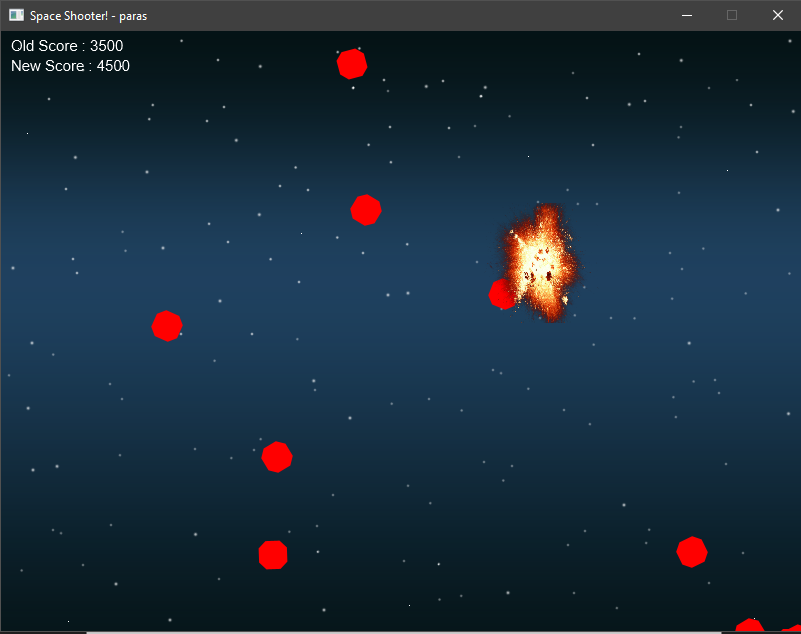 Space Shooter! - paras
Old Score : 3500
New Score : 4500